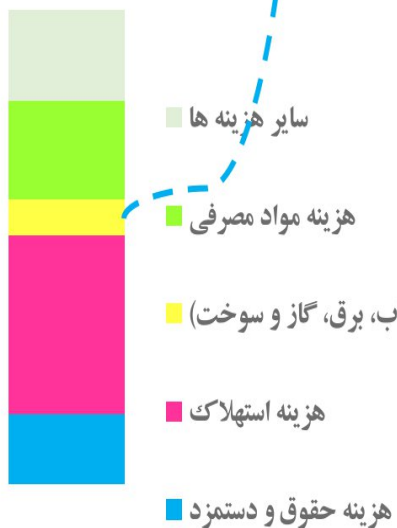 سایر هزینه ها
هزینه مواد مصرفی
برق، گاز و سوخت)
هزینه استهلاک
هزینه حقوق و دستمزد